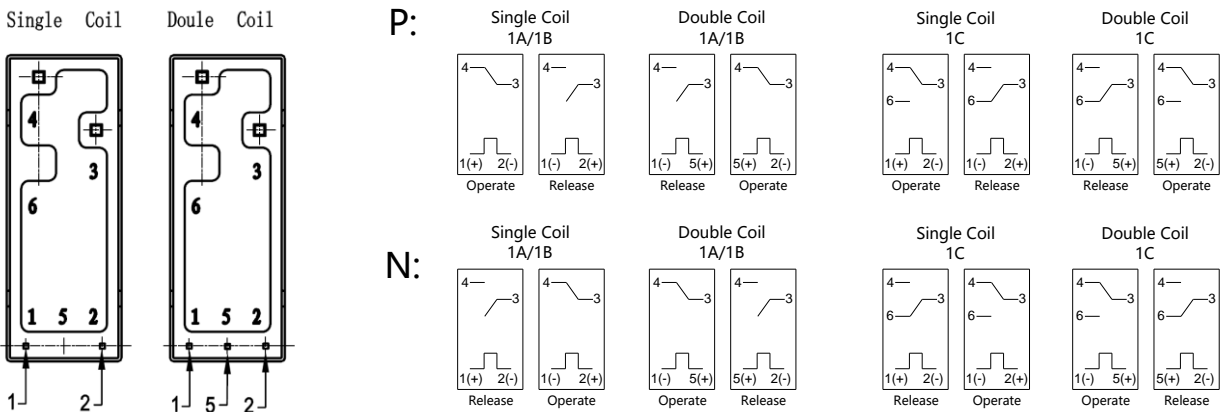 Single Coil
Doule Coil
4
3
6
1 5 2
1
2
4
3
6
1 5 2
1
5
2
P:
Single Coil
1A/1B
4
3
1(+) 2(-)
Operate
4
3
1(-) 2(+)
Release
Double Coil
1A/1B
4
3
1(-) 5(+)
Release
4
3
5(+) 2(-)
Operate
Single Coil
1C
4
3
6
1(+) 2(-)
Operate
4
3
6
1(-) 2(+)
Release
Double Coil
1C
4
3
6
1(-) 5(+)
Release
4
3
6
5(+) 2(-)
Operate
N:
Single Coil
1A/1B
4
3
1(+) 2(-)
Release
4
3
1(-) 2(+)
Operate
Double Coil
1A/1B
4
3
1(-) 5(+)
Operate
4
3
5(+) 2(-)
Release
Single Coil
1C
4
3
6
1(+) 2(-)
Release
4
3
6
1(-) 2(+)
Operate
Double Coil
1C
4
3
6
1(-) 5(+)
Operate
4
3
6
5(+) 2(-)
Release